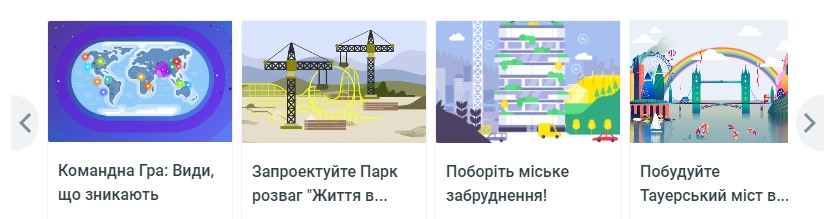 Командна Гра: Види,
що зникають
Запроектуйте Парк
розваг "Життя в...
Поборіть міське
забруднення!
Побудуйте
Тауерський міст в...